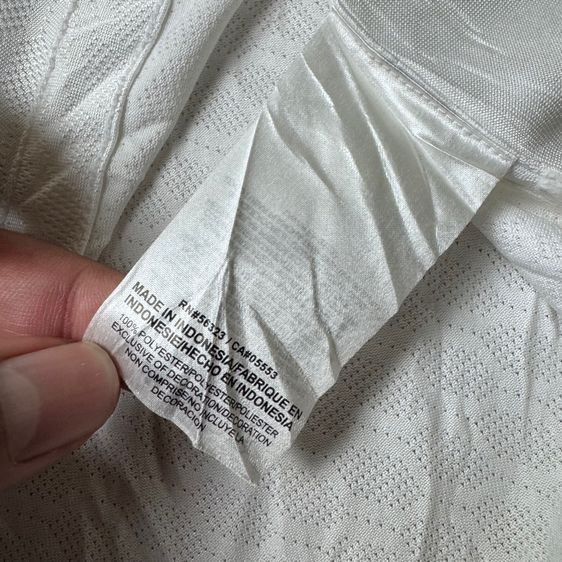 RN#56323 / CA#05553
MADE IN INDONESIA/FABRIQUE EN
INDONESIE/HECHO EN INDONESIA
100% POLYESTER/POLYESTER/POLIESTER
EXCLUSIVE OF DECORATION/DECORATION
NON COMPRISE/NO INCLUYE LA
DECORACION